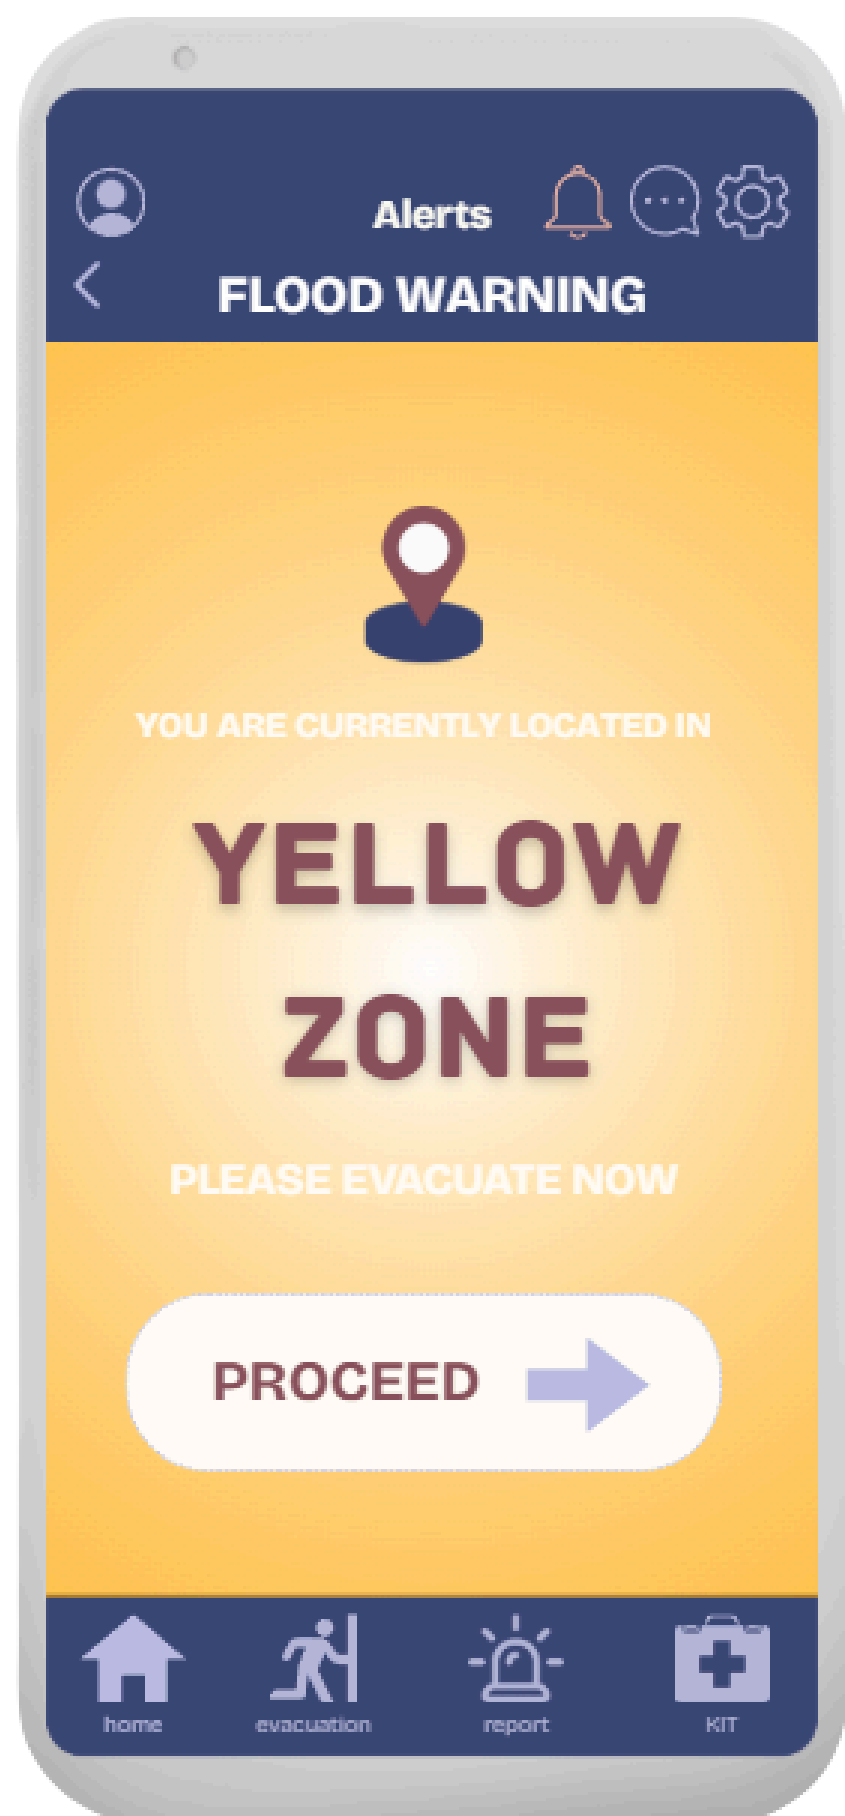 Alerts
FLOOD WARNING
YOU ARE CURRENTLY LOCATED IN
YELLOW
ZONE
PLEASE EVACUATE NOW
PROCEED
home
evacuation
report
KIT